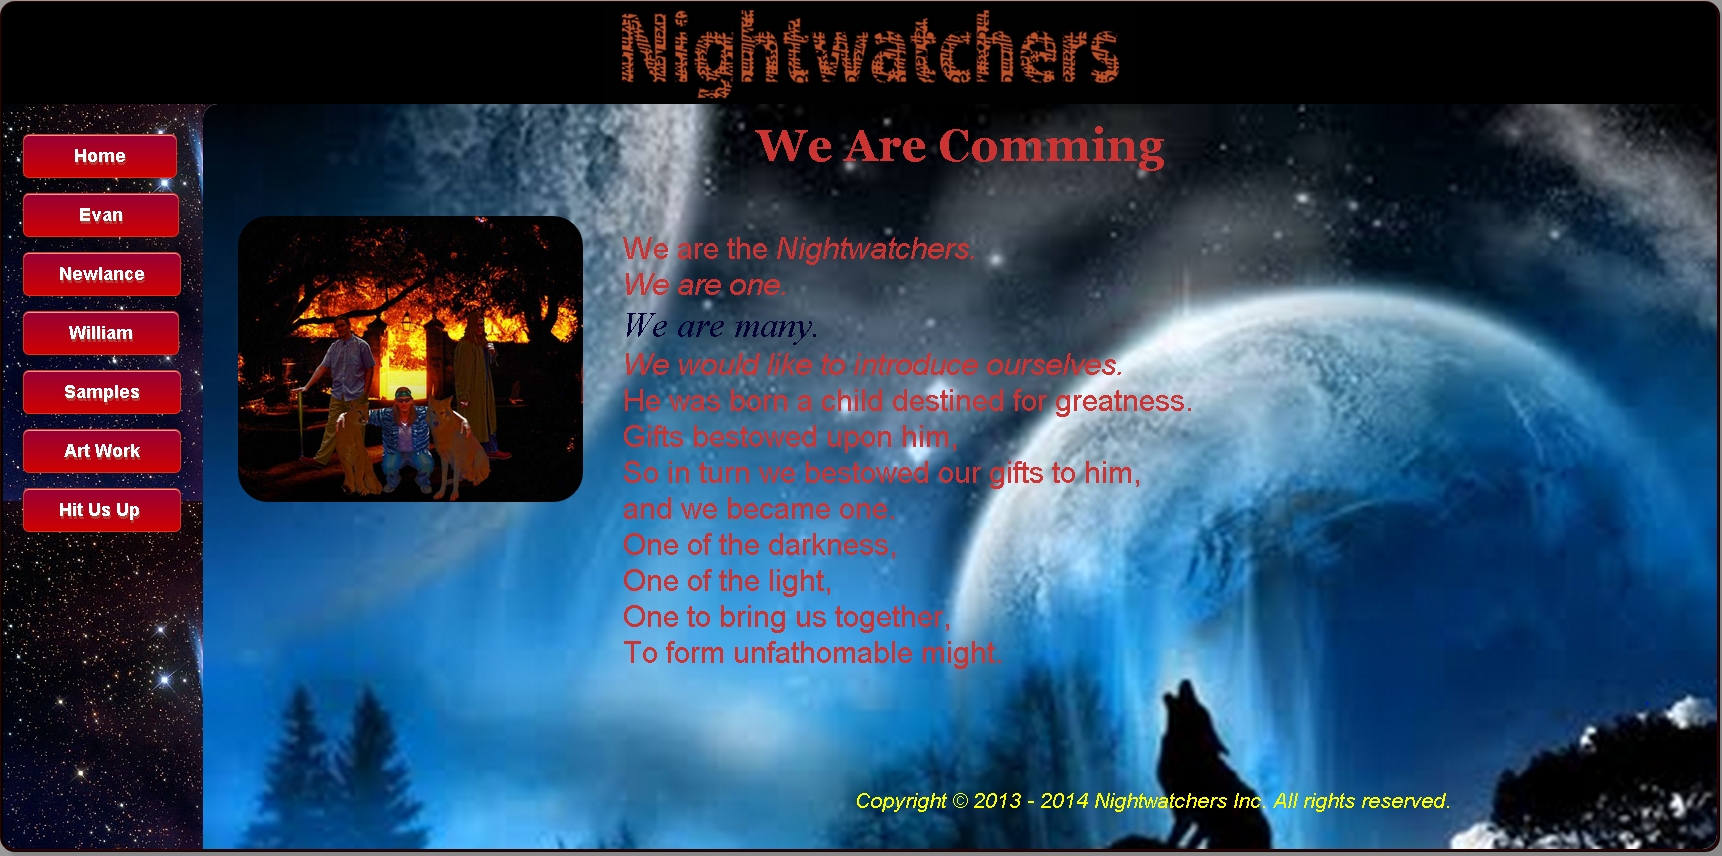 Nightwatchers
We Are Comming
Home
Evan
Newlance
William
Samples
Art Work
Hit Us Up
We are the Nightwatchers.
We are one.
We are many.
We would like to introduce ourselves.
He was born a child destined for greatness.
Gifts bestowed upon him,
So in turn we bestowed our gifts to him,
and we became one.
One of the darkness,
One of the light,
One to bring us together,
To form unfathomable might.
Copyright © 2013 - 2014 Nightwatchers Inc. All rights reserved.